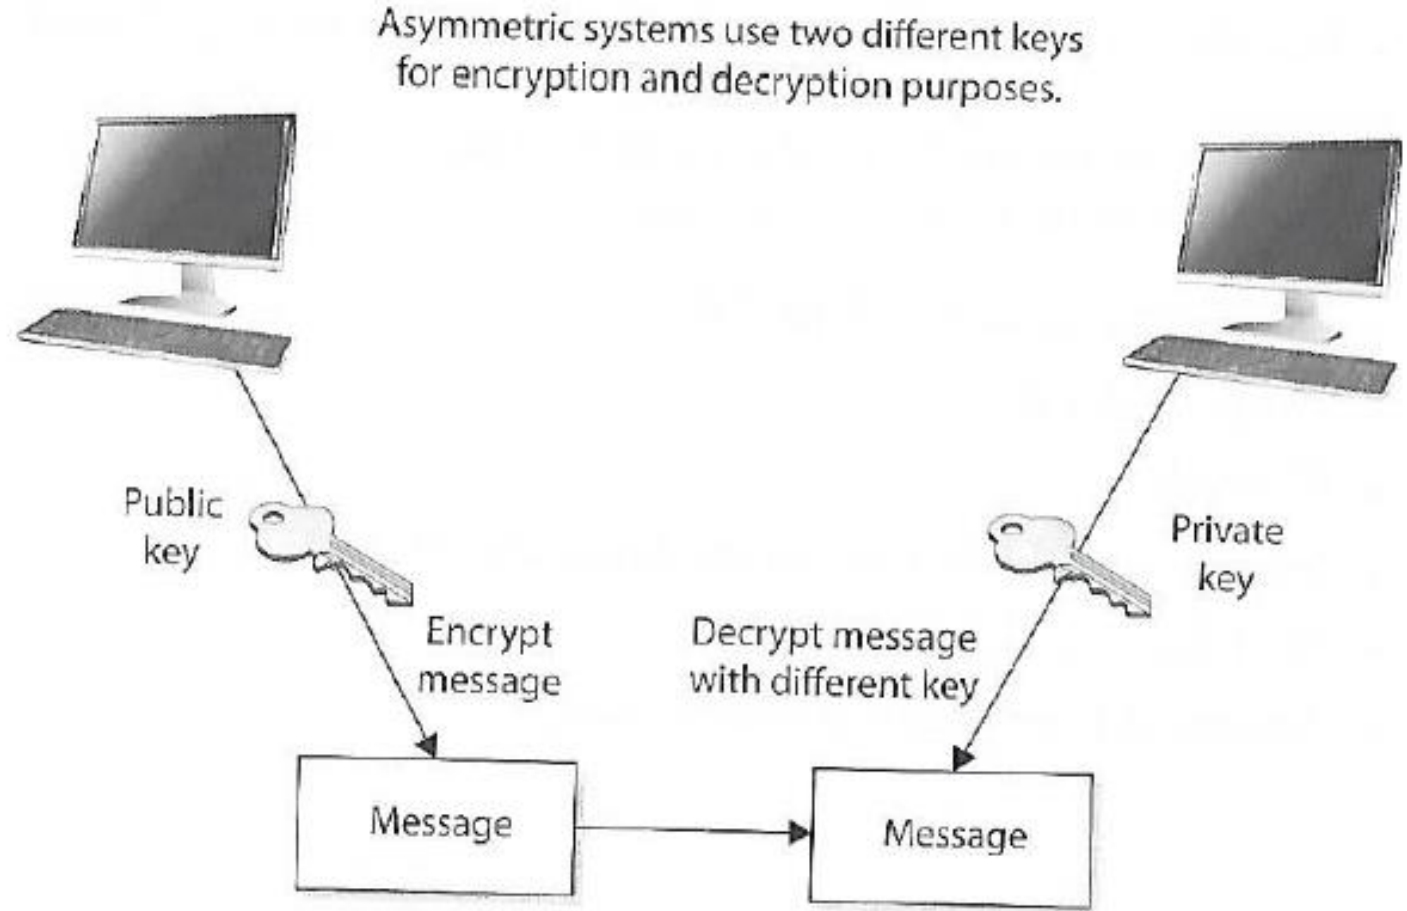 Asymmetric systems use two different keys
for encryption and decryption purposes.
Public
key
Private
key
Encrypt
message
Decrypt message
with different key
Message
Message